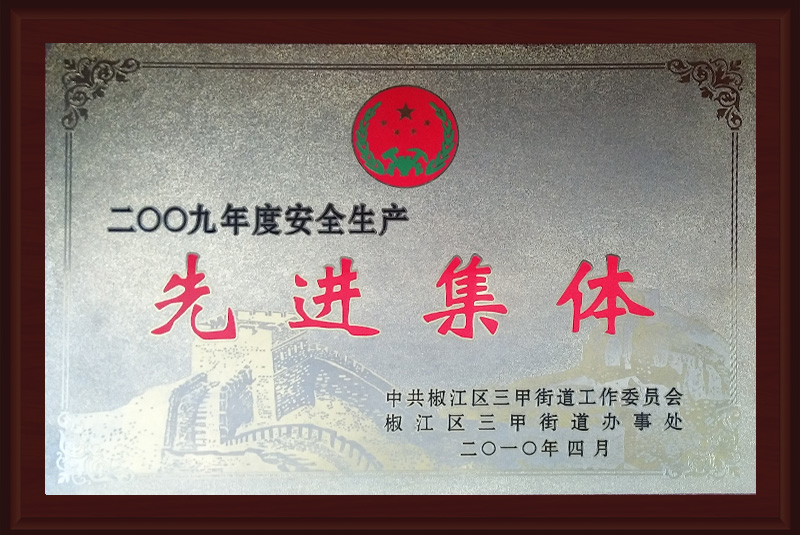 二〇〇九年度安全生产
先进集体
中共椒江区三甲街道工作委员会
椒江区三甲街道办事处
二〇一〇年四月